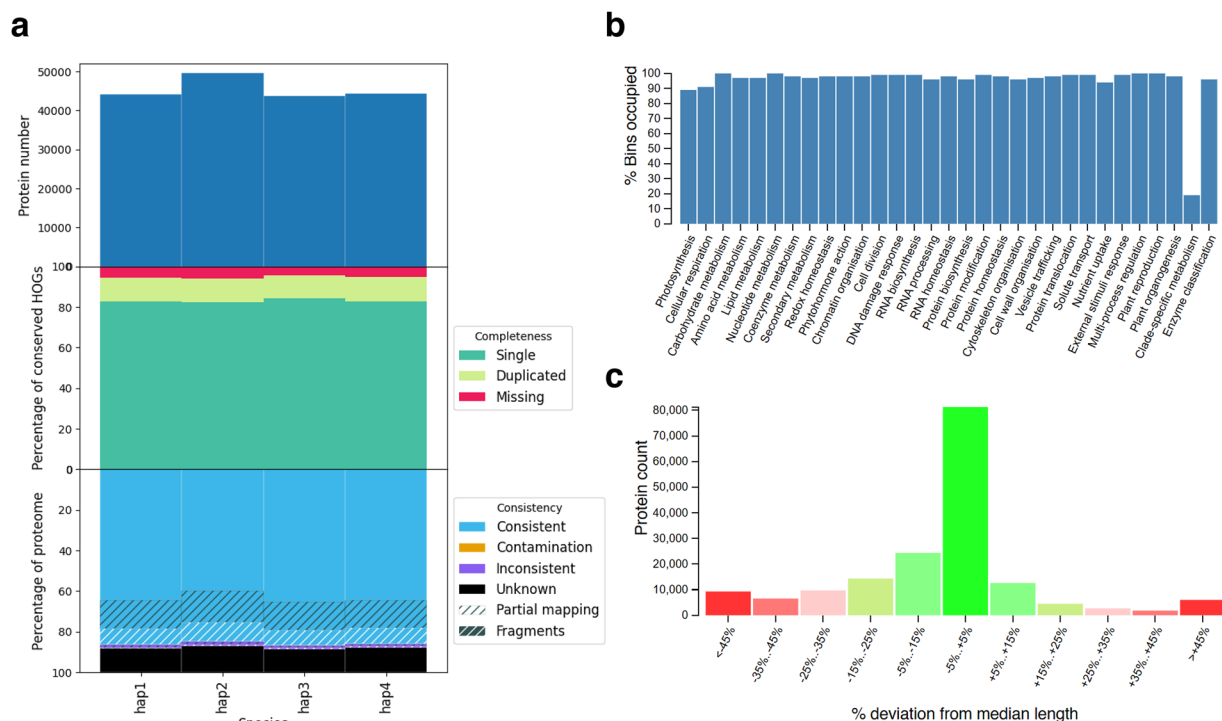 a
50000
40000
30000
20000
10000
0
Protein number
100
80
60
40
20
0
Percentage of conserved HOGs
0
20
40
60
80
100
Percentage of proteome
hap1
hap2
hap3
hap4
Completeness
Single
Duplicated
Missing
Consistency
Consistent
Contamination
Inconsistent
Unknown
Partial mapping
Fragments
b
100
90
80
70
60
50
40
30
20
10
0
% Bins occupied
Photosynthesis
Cellular respiration
Carbohydrate metabolism
Amino acid metabolism
Lipid metabolism
Nucleotide metabolism
Coenzyme metabolism
Secondary metabolism
Redox homeostasis
Phytohormone action
Chromatin organisation
Cell division
DNA damage response
RNA biosynthesis
RNA processing
RNA homeostasis
Protein biosynthesis
Protein modification
Protein homeostasis
Cytoskeleton organisation
Cell wall organisation
Vesicle trafficking
Protein translocation
Solute transport
Nutrient uptake
External stimuli response
Multi-process regulation
Plant reproduction
Plant organogenesis
Clade-specific metabolism
Enzyme classification
c
80,000
70,000
60,000
50,000
40,000
30,000
20,000
10,000
0
Protein count
<-45%
-35%...-45%
-25%...-35%
-15%...-25%
-5%...-15%
-5%...+5%
+5%...+15%
+15%...+25%
+25%...+35%
+35%...+45%
>+45%
% deviation from median length